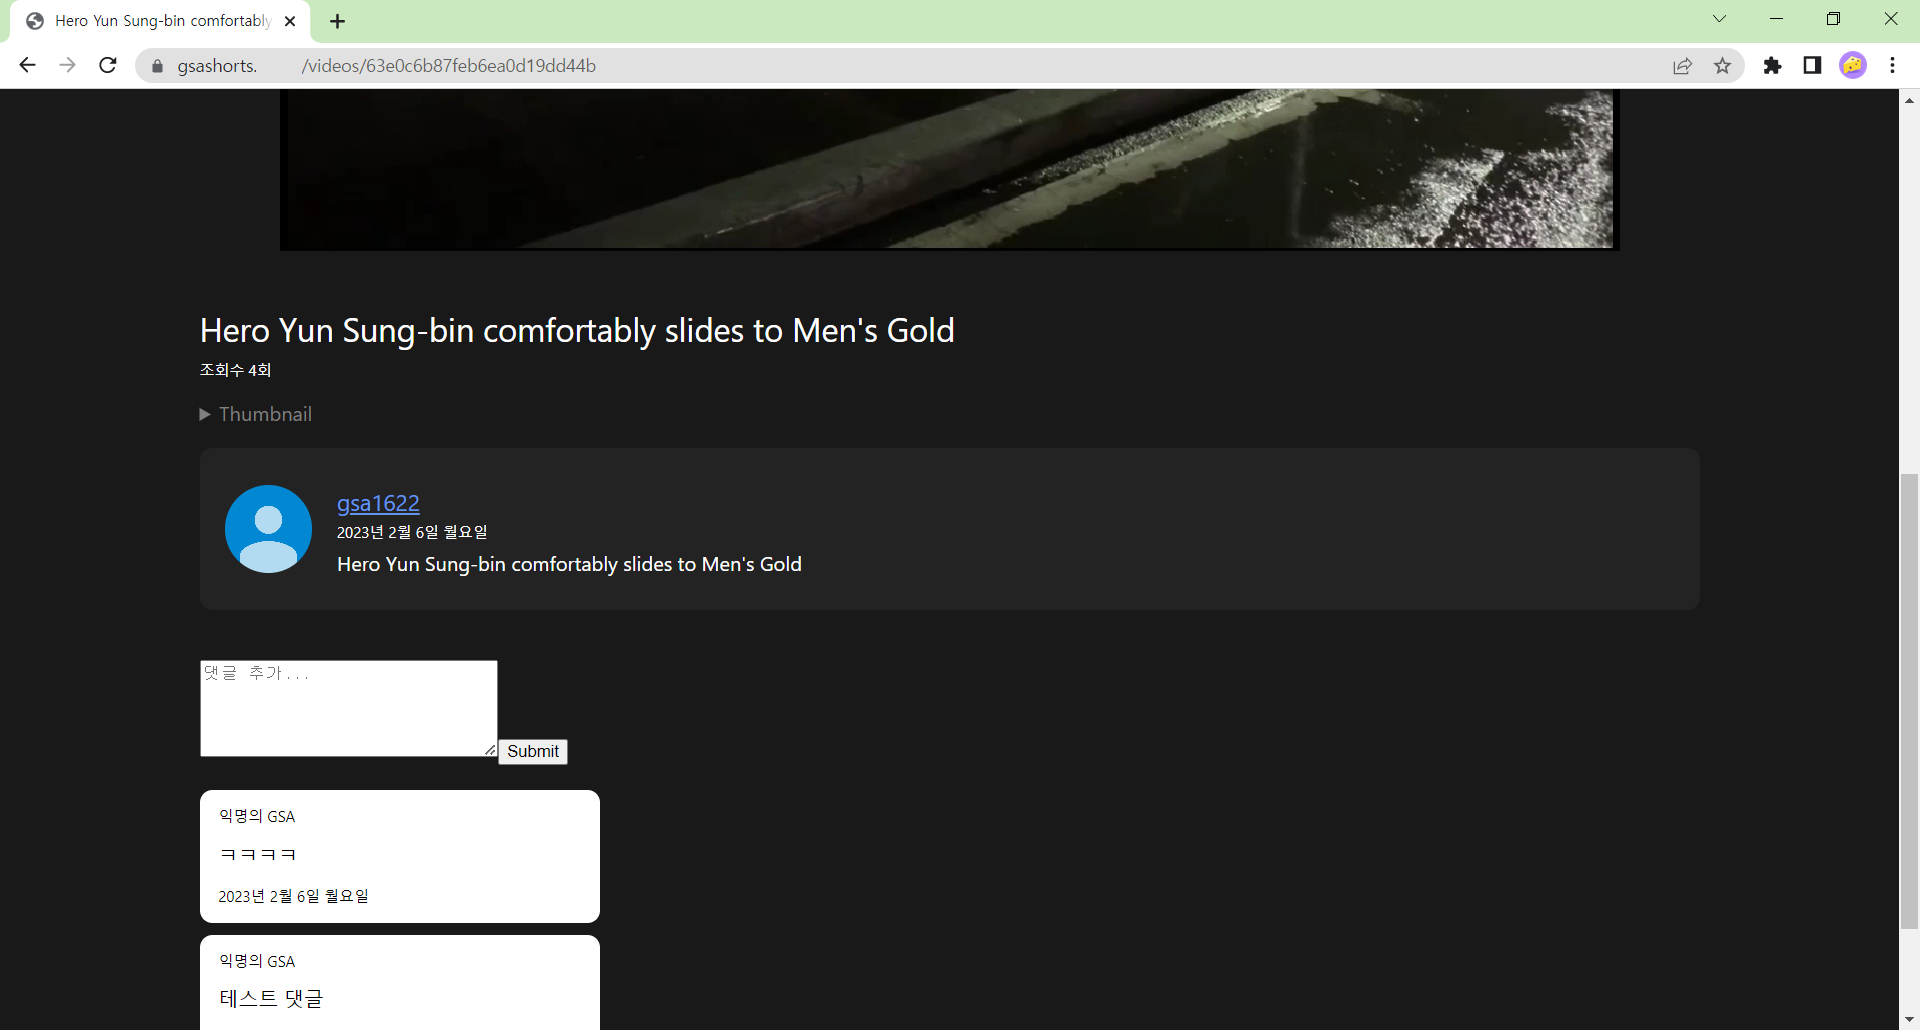 Hero Yun Sung-bin comfortably
gsashorts. /videos/63e0c6b87feb6ea0d19dd44b
Hero Yun Sung-bin comfortably slides to Men's Gold
조회수 4회
Thumbnail
gsa1622
2023년 2월 6일 월요일
Hero Yun Sung-bin comfortably slides to Men's Gold
댓글 추가...
Submit
익명의 GSA
ㅋㅋㅋㅋ
2023년 2월 6일 월요일
익명의 GSA
테스트 댓글